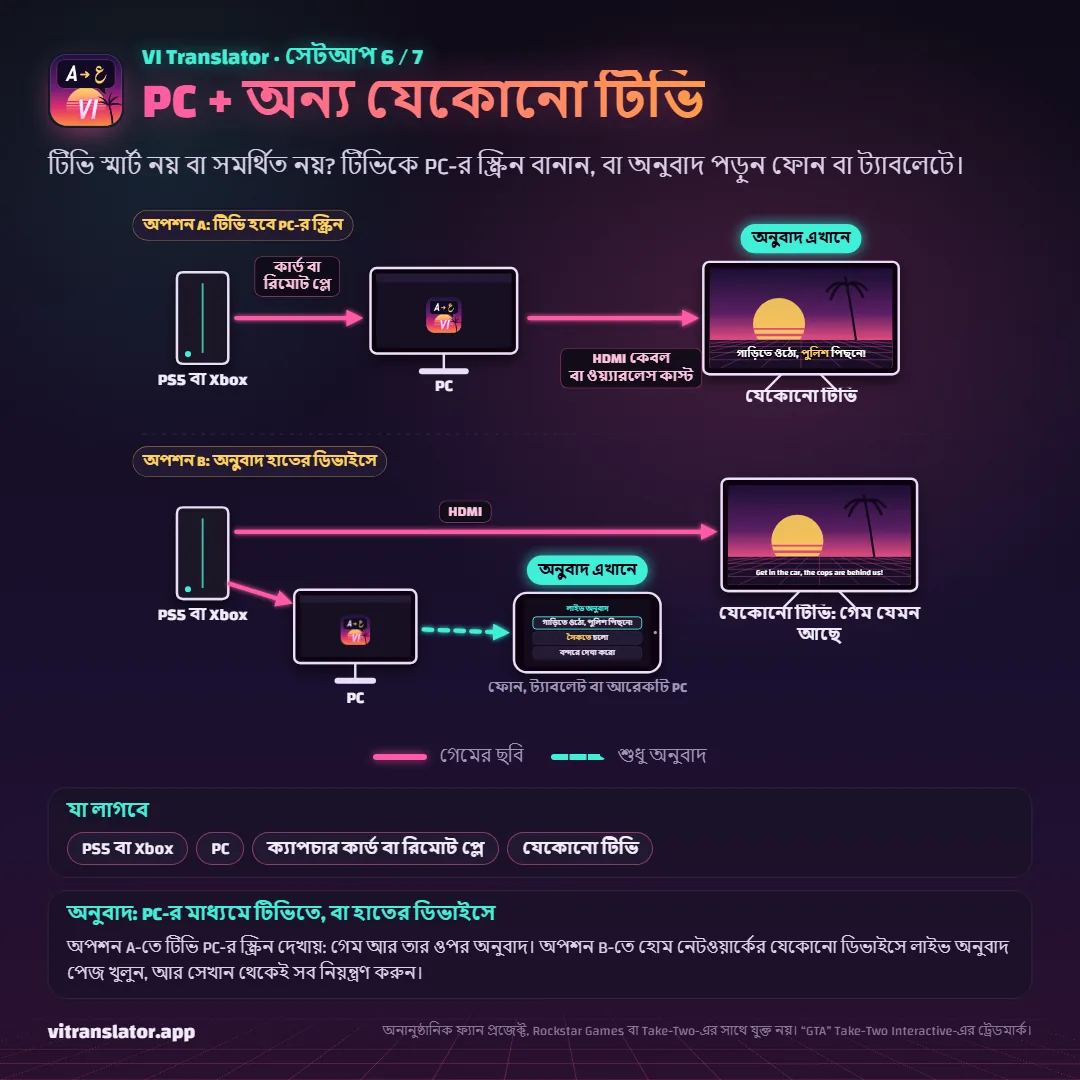 A→ع
VI
VI Translator · সেটআপ 6 / 7
PC + অন্য যেকোনো টিভি
টিভি স্মার্ট নয় বা সমর্থিত নয়? টিভিকে PC-র স্ক্রিন বানান, বা অনুবাদ পড়ুন ফোন বা ট্যাবলেটে।
অপশন A: টিভি হবে PC-র স্ক্রিন
অনুবাদ এখানে
কার্ড বা
রিমোট প্লে
A→ع
VI
গাড়িতে ওঠো, পুলিশ পিছনে!
HDMI কেবল
বা ওয়্যারলেস কাস্ট
PS5 বা Xbox
PC
যেকোনো টিভি
অপশন B: অনুবাদ হাতের ডিভাইসে
HDMI
অনুবাদ এখানে
Get in the car, the cops are behind us!
PS5 বা Xbox
A→ع
VI
লাইভ অনুবাদ
গাড়িতে ওঠো, পুলিশ পিছনে!
সৈকতে চলো
বন্দরে দেখা করো
যেকোনো টিভি: গেম যেমন
আছে
ফোন, ট্যাবলেট বা আরেকটি PC
PC
গেমের ছবি
শুধু অনুবাদ
যা লাগবে
PS5 বা Xbox
PC
ক্যাপচার কার্ড বা রিমোট প্লে
যেকোনো টিভি
অনুবাদ: PC-র মাধ্যমে টিভিতে, বা হাতের ডিভাইসে
অপশন A-তে টিভি PC-র স্ক্রিন দেখায়: গেম আর তার ওপর অনুবাদ। অপশন B-তে হোম নেটওয়ার্কের যেকোনো ডিভাইসে লাইভ অনুবাদ
পেজ খুলুন, আর সেখান থেকেই সব নিয়ন্ত্রণ করুন।
vitranslator.app
অনানুষ্ঠানিক ফ্যান প্রজেক্ট, Rockstar Games বা Take-Two-এর সাথে যুক্ত নয়। “GTA” Take-Two Interactive-এর ট্রেডমার্ক।